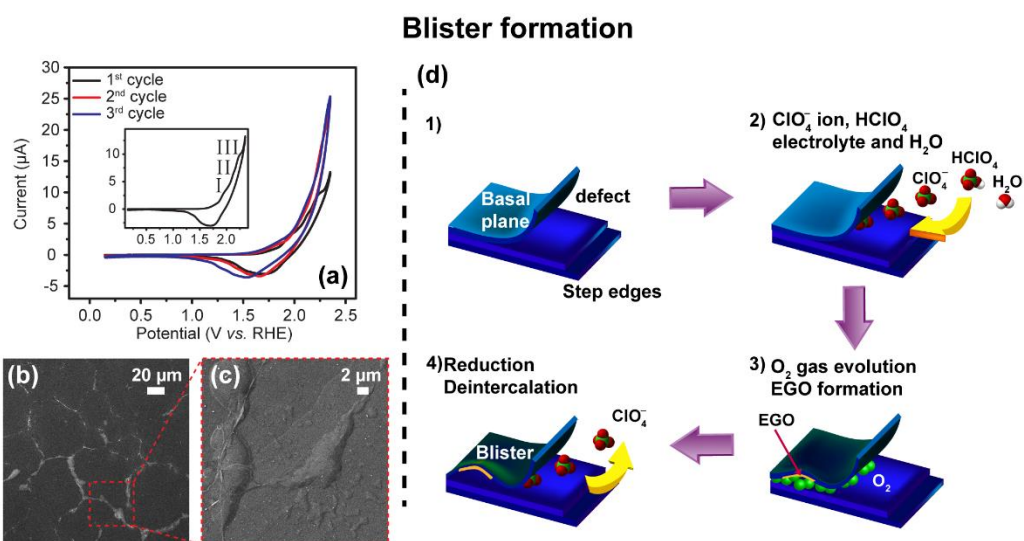 Blister formation
30
25
20
15
10
5
0
-5
Current (µA)
1st cycle
2nd cycle
3rd cycle
10
5
0
III
II
I
0.5 1.0 1.5 2.0
(a)
0.0 0.5 1.0 1.5 2.0 2.5
Potential (V vs. RHE)
(b)
20 µm
(c)
2 µm
(d)
1)
Basal
plane
defect
Step edges
2) ClO₄⁻ ion, HClO₄
electrolyte and H₂O
HClO₄
ClO₄⁻
H₂O
3) O₂ gas evolution
EGO formation
EGO
O₂
4) Reduction
Deintercalation
ClO₄⁻
Blister